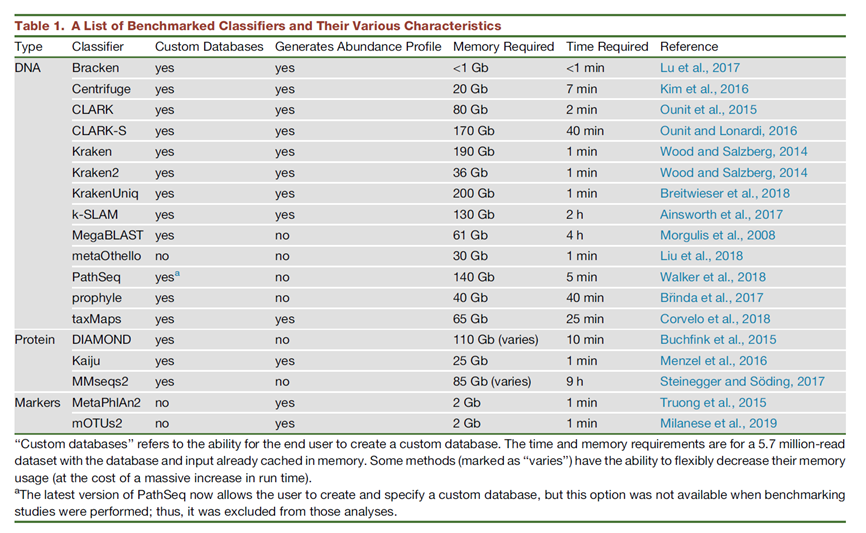 Table 1. A List of Benchmarked Classifiers and Their Various Characteristics
Type Classifier Custom Databases Generates Abundance Profile Memory Required Time Required Reference
DNA Bracken yes yes <1 Gb <1 min Lu et al., 2017
Centrifuge yes yes 20 Gb 7 min Kim et al., 2016
CLARK yes yes 80 Gb 2 min Ounit et al., 2015
CLARK-S yes yes 170 Gb 40 min Ounit and Lonardi, 2016
Kraken yes yes 190 Gb 1 min Wood and Salzberg, 2014
Kraken2 yes yes 36 Gb 1 min Wood and Salzberg, 2014
KrakenUniq yes yes 200 Gb 1 min Breitwieser et al., 2018
k-SLAM yes yes 130 Gb 2 h Ainsworth et al., 2017
MegaBLAST yes no 61 Gb 4 h Morgulis et al., 2008
metaOthello no no 30 Gb 1 min Liu et al., 2018
PathSeq yesa no 140 Gb 5 min Walker et al., 2018
prophyle yes no 40 Gb 40 min Břinda et al., 2017
taxMaps yes yes 65 Gb 25 min Corvelo et al., 2018
Protein DIAMOND yes no 110 Gb (varies) 10 min Buchfink et al., 2015
Kaiju yes yes 25 Gb 1 min Menzel et al., 2016
MMseqs2 yes no 85 Gb (varies) 9 h Steinegger and Söding, 2017
Markers MetaPhlAn2 no yes 2 Gb 1 min Truong et al., 2015
mOTUs2 no yes 2 Gb 1 min Milanese et al., 2019
“Custom databases” refers to the ability for the end user to create a custom database. The time and memory requirements are for a 5.7 million-read
dataset with the database and input already cached in memory. Some methods (marked as “varies”) have the ability to flexibly decrease their memory
usage (at the cost of a massive increase in run time).
aThe latest version of PathSeq now allows the user to create and specify a custom database, but this option was not available when benchmarking
studies were performed; thus, it was excluded from those analyses.